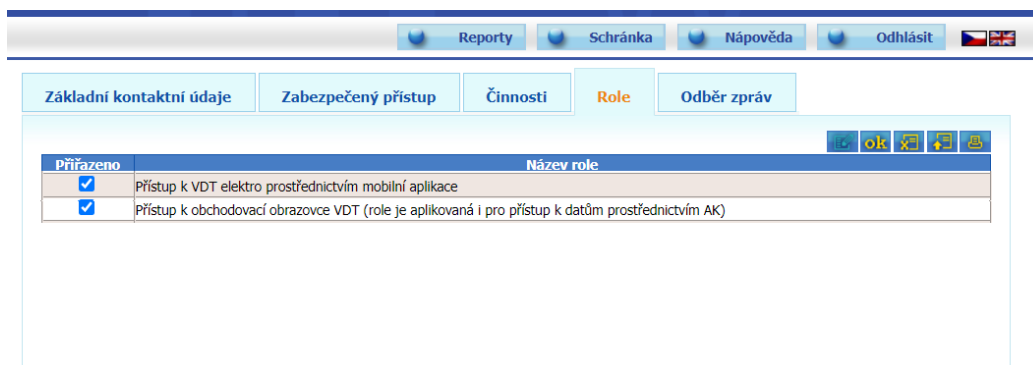 Reporty Schránka Nápověda Odhlásit
Základní kontaktní údaje Zabezpečený přístup Činnosti Role Odběr zpráv
ok
Přiřazeno Název role
Přístup k VDT elektro prostřednictvím mobilní aplikace
Přístup k obchodovací obrazovce VDT (role je aplikovaná i pro přístup k datům prostřednictvím AK)